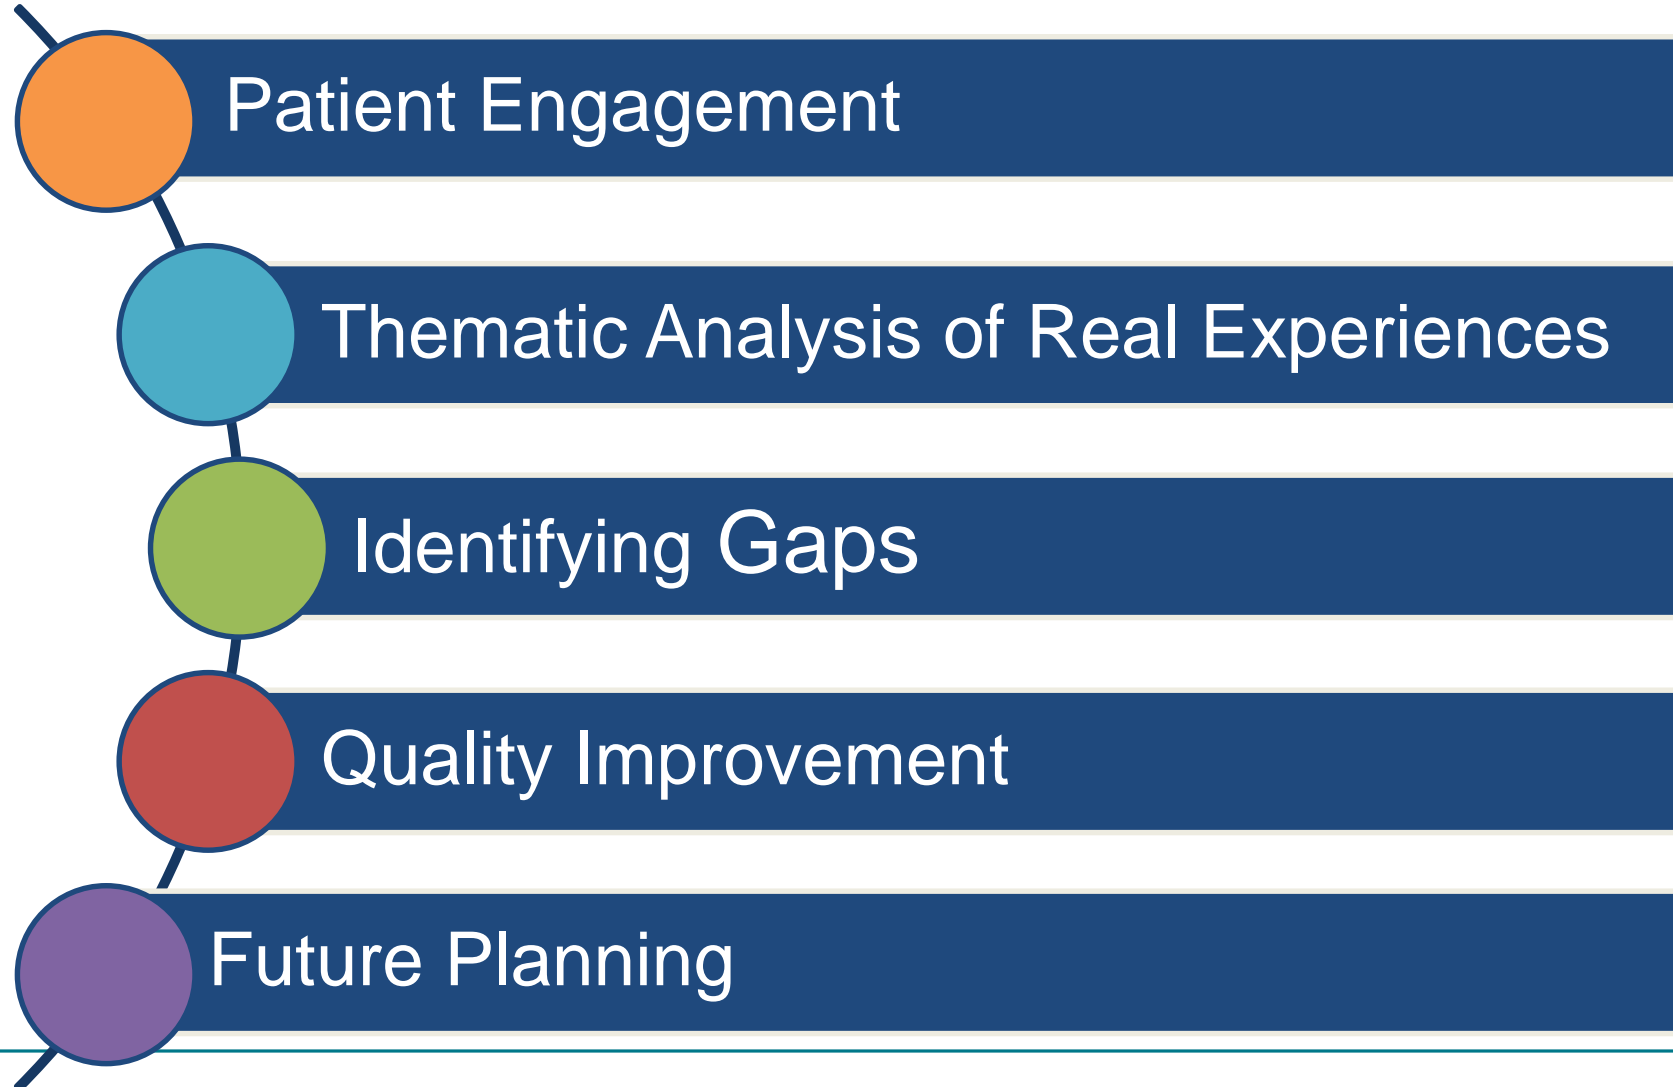 Patient Engagement
Thematic Analysis of Real Experiences
Identifying Gaps
Quality Improvement
Future Planning